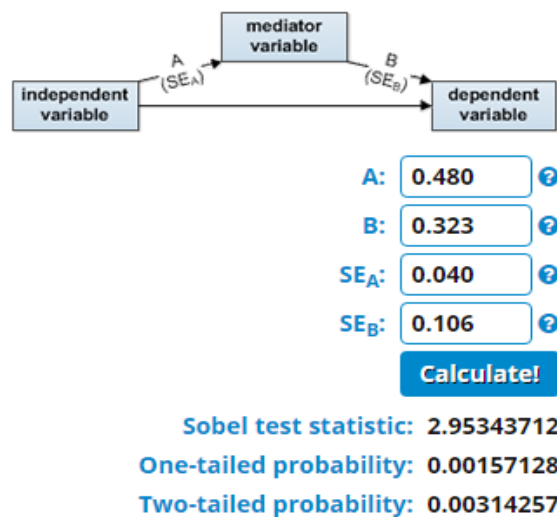 mediator
variable
A
(SEA)
B
(SEB)
independent
variable
dependent
variable
A: 0.480 ?
B: 0.323 ?
SEA: 0.040 ?
SEB: 0.106 ?
Calculate!
Sobel test statistic: 2.95343712
One-tailed probability: 0.00157128
Two-tailed probability: 0.00314257